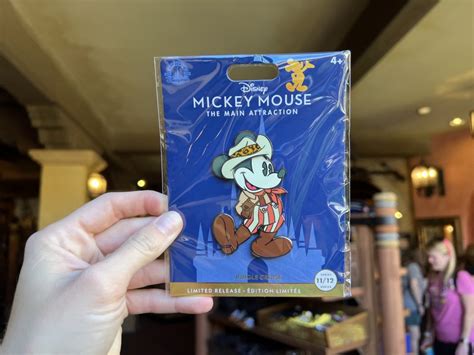 4+
Disney
MICKEY MOUSE
THE MAIN ATTRACTION
11/12
LIMITED RELEASE • ÉDITION LIMITÉE